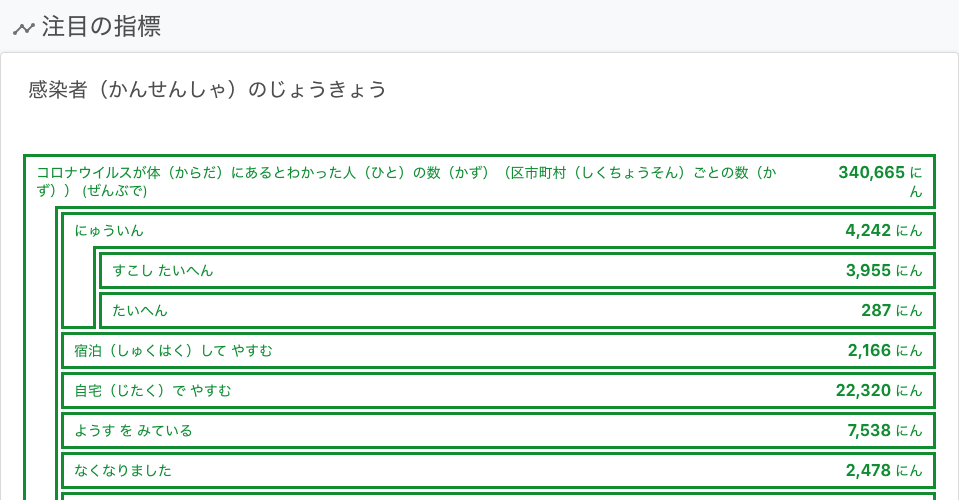 注目の指標
感染者（かんせんしゃ）のじょうきょう
コロナウイルスが体（からだ）にあるとわかった人（ひと）の数（かず）（区市町村（しくちょうそん）ごとの数（か
ず））（ぜんぶで) 340,665 に
ん
にゅういん 4,242 にん
すこし たいへん 3,955 にん
たいへん 287 にん
宿泊（しゅくはく）して やすむ 2,166 にん
自宅（じたく）で やすむ 22,320 にん
ようす を みている 7,538 にん
なくなりました 2,478 にん